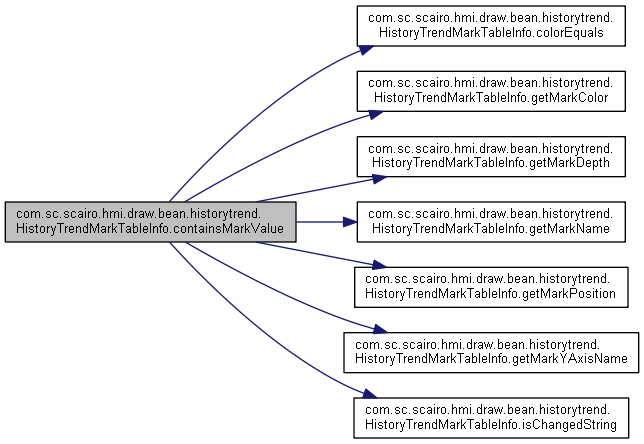 com.sc.scairo.hmi.draw.bean.historytrend.
HistoryTrendMarkTableInfo.containsMarkValue
com.sc.scairo.hmi.draw.bean.historytrend.
HistoryTrendMarkTableInfo.colorEquals
com.sc.scairo.hmi.draw.bean.historytrend.
HistoryTrendMarkTableInfo.getMarkColor
com.sc.scairo.hmi.draw.bean.historytrend.
HistoryTrendMarkTableInfo.getMarkDepth
com.sc.scairo.hmi.draw.bean.historytrend.
HistoryTrendMarkTableInfo.getMarkName
com.sc.scairo.hmi.draw.bean.historytrend.
HistoryTrendMarkTableInfo.getMarkPosition
com.sc.scairo.hmi.draw.bean.historytrend.
HistoryTrendMarkTableInfo.getMarkYAxisName
com.sc.scairo.hmi.draw.bean.historytrend.
HistoryTrendMarkTableInfo.isChangedString